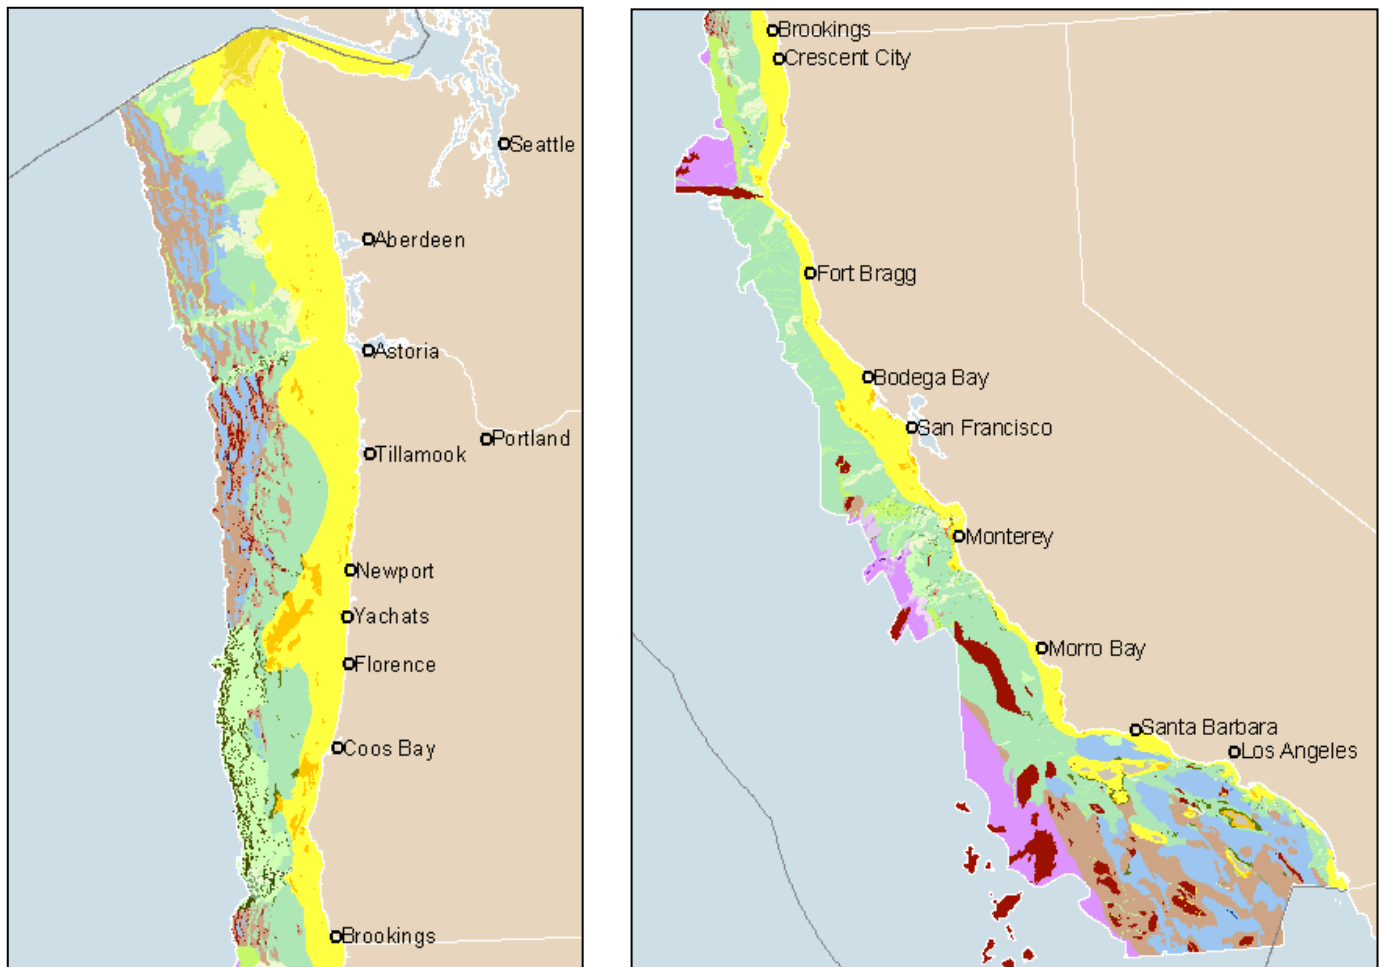 Seattle
Aberdeen
Astoria
Portland
Tillamook
Newport
Yachats
Florence
Coos Bay
Brookings
Brookings
Crescent City
Fort Bragg
Bodega Bay
San Francisco
Monterey
Morro Bay
Santa Barbara
Los Angeles